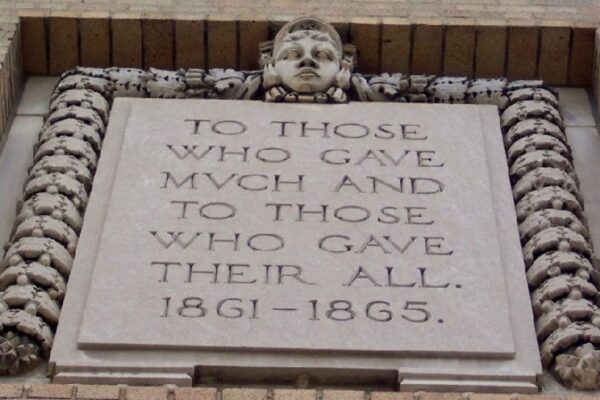 TO THOSE
WHO GAVE
MVCH AND
TO THOSE
WHO GAVE
THEIR ALL.
1861-1865.